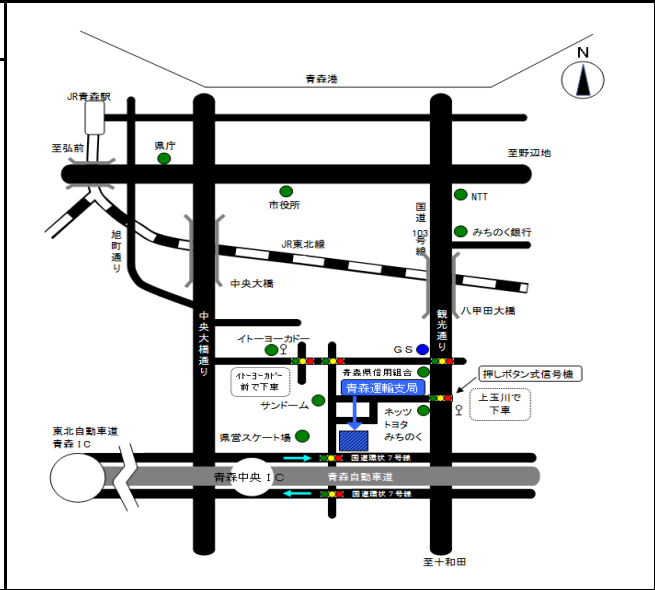 青森港
N
JR青森駅
至弘前
県庁
至野辺地
市役所
NTT
国道
103
号線
みちのく銀行
旭町通り
JR東北線
中央大橋
八甲田大橋
中央大橋通り
観光通り
イトーヨーカドー
GS
イトーヨーカドー
前で下車
青森県信用組合
押しボタン式信号機
青森運輸支局
上玉川で
下車
サンドーム
ネッツ
トヨタ
みちのく
県営スケート場
東北自動車道
青森IC
国道環状7号線
青森中央IC
青森自動車道
国道環状7号線
至十和田